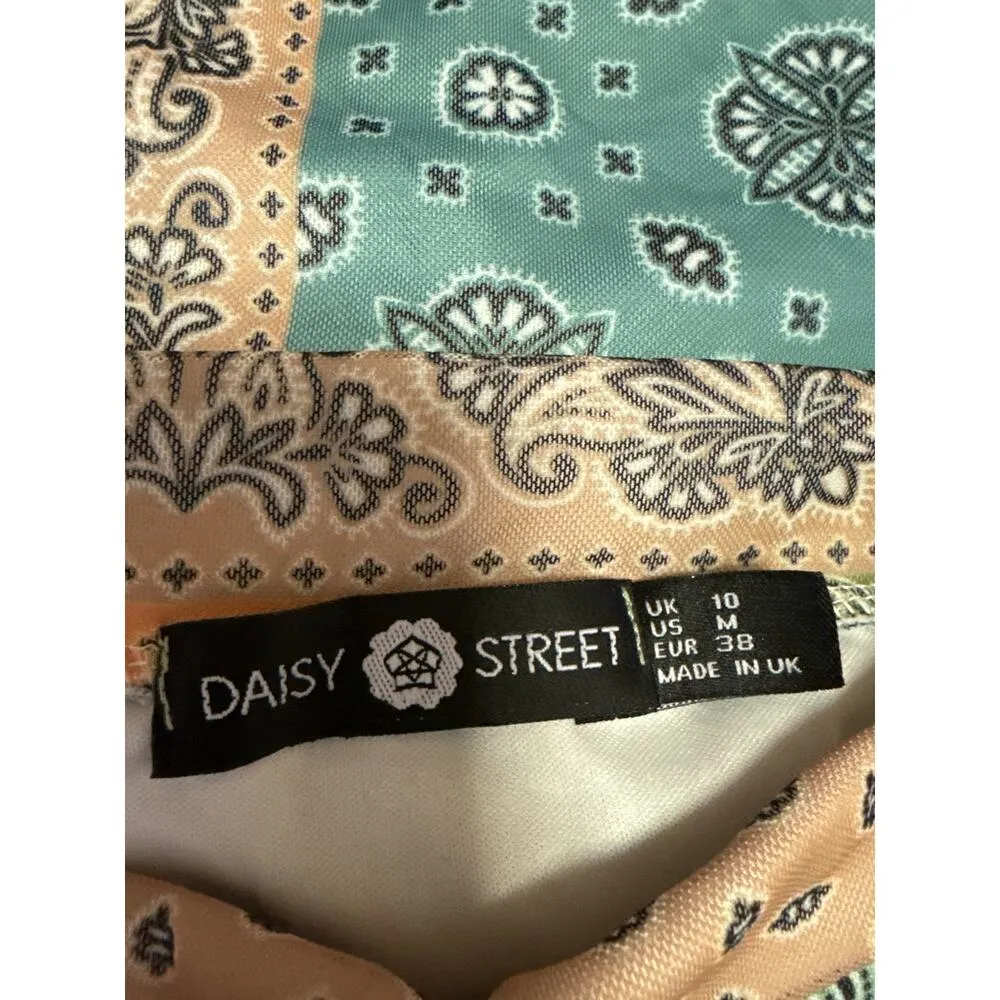 DAISY STREET
UK 10
US M
EUR 38
MADE IN UK